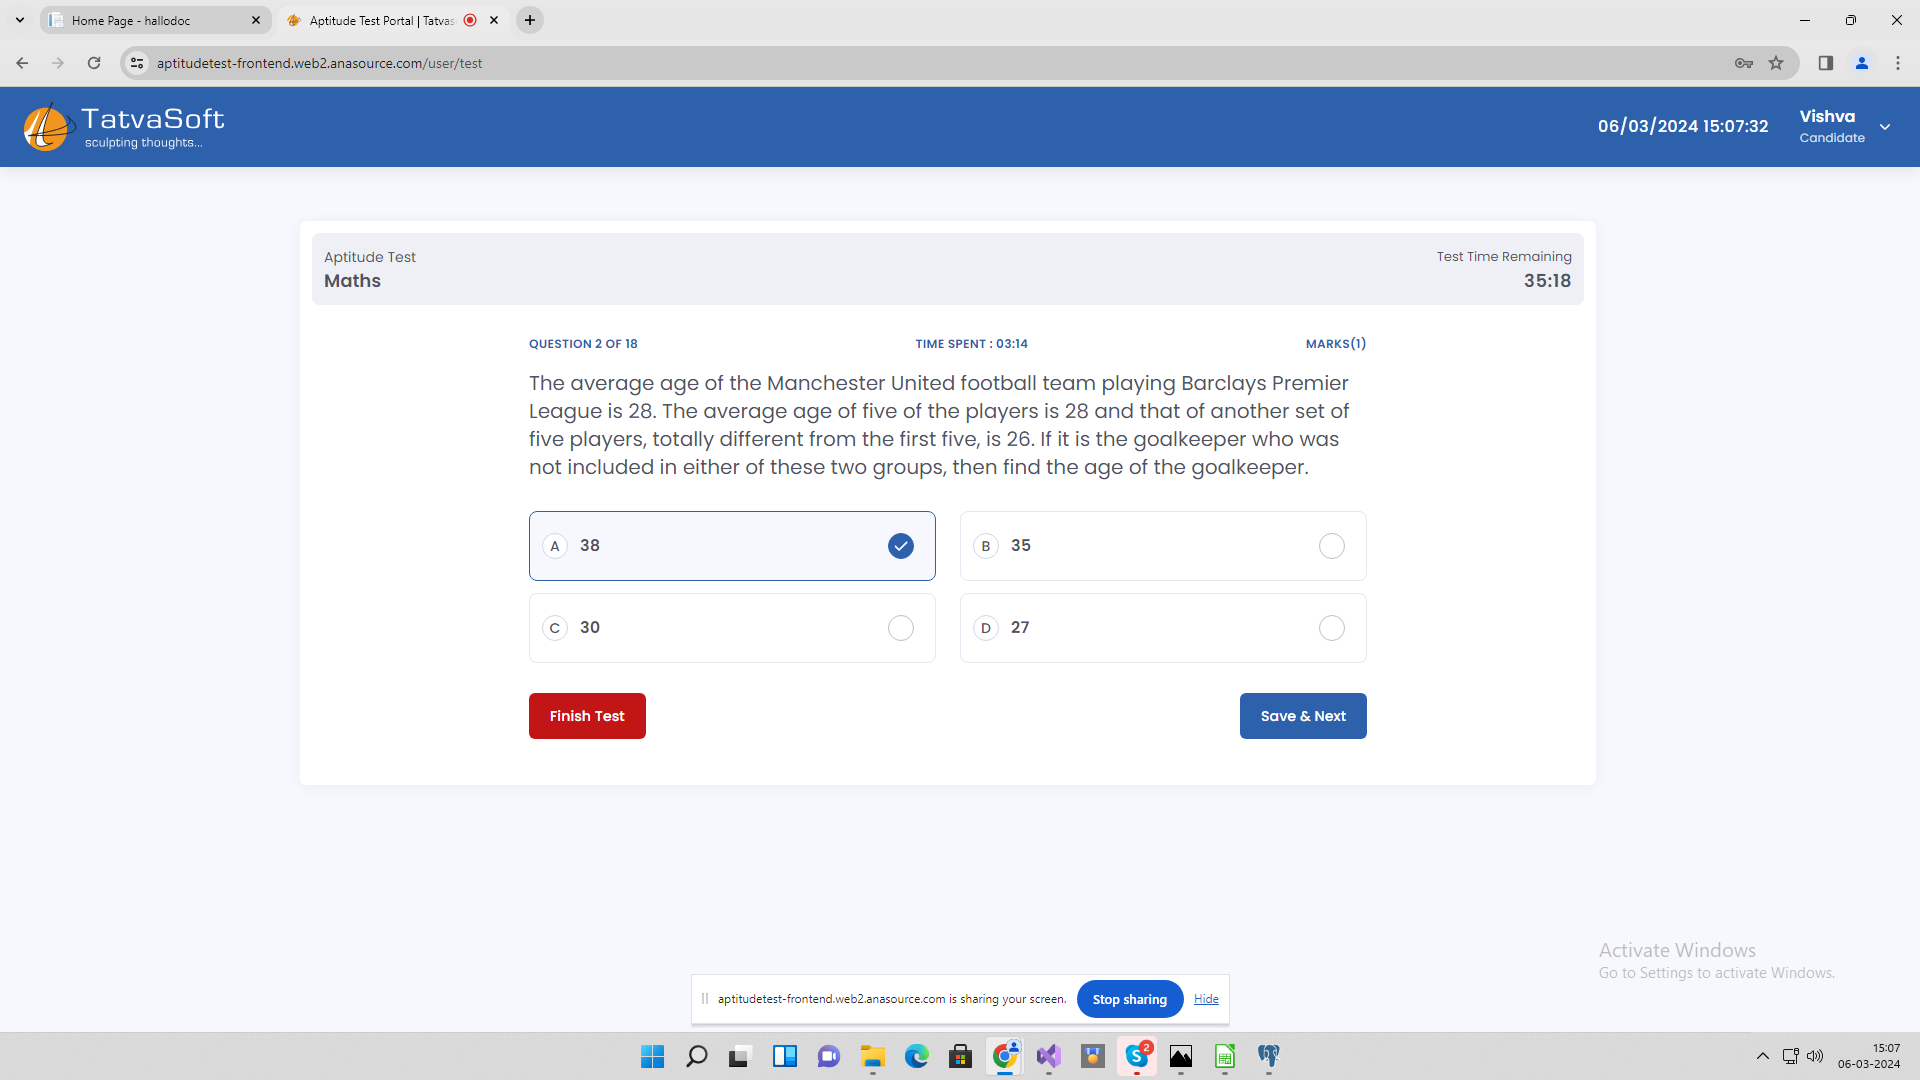 Home Page - hallodoc
Aptitude Test Portal | Tatvas
aptitudetest-frontend.web2.anasource.com/user/test
TatvaSoft
sculpting thoughts...
06/03/2024 15:07:32
Vishva
Candidate
Aptitude Test
Maths
Test Time Remaining
35:18
QUESTION 2 OF 18
TIME SPENT : 03:14
MARKS(1)
The average age of the Manchester United football team playing Barclays Premier
League is 28. The average age of five of the players is 28 and that of another set of
five players, totally different from the first five, is 26. If it is the goalkeeper who was
not included in either of these two groups, then find the age of the goalkeeper.
A 38
B 35
C 30
D 27
Finish Test
Save & Next
Activate Windows
Go to Settings to activate Windows.
aptitudetest-frontend.web2.anasource.com is sharing your screen.
Stop sharing
Hide
2
15:07
06-03-2024